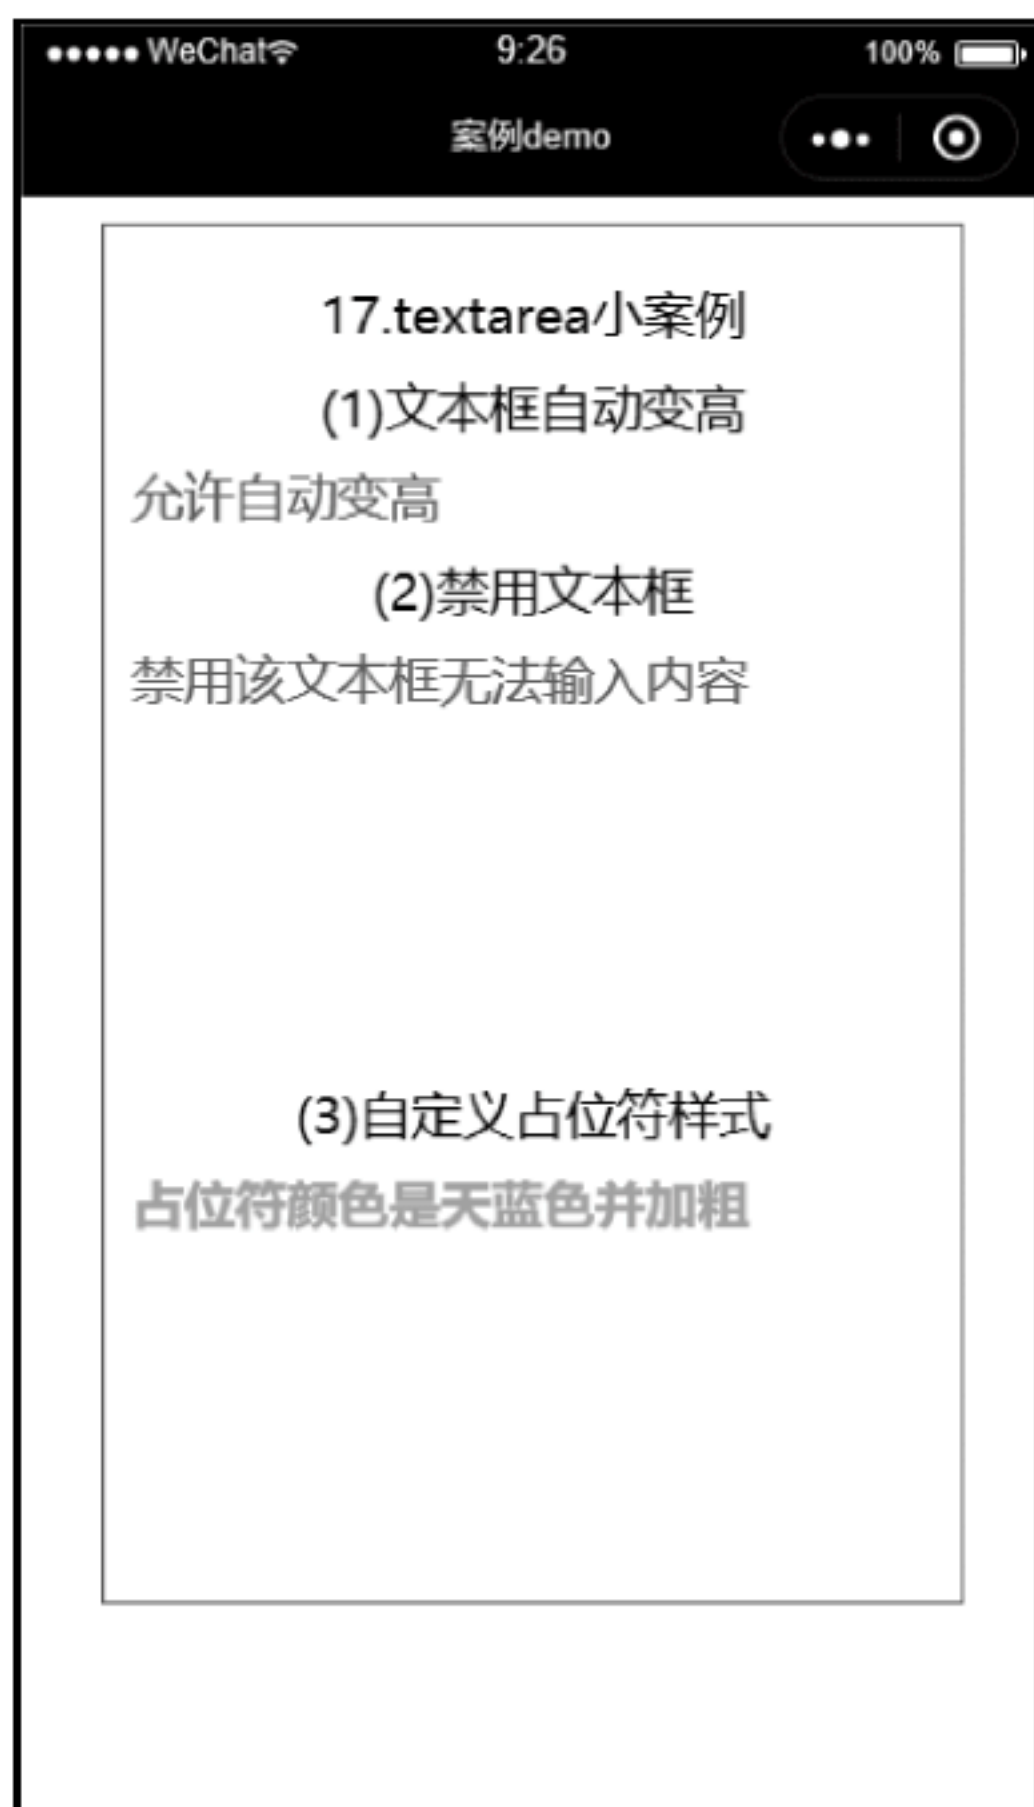 WeChat 9:26 100%
案例demo
17.textarea小案例
(1)文本框自动变高
允许自动变高
(2)禁用文本框
禁用该文本框无法输入内容
(3)自定义占位符样式
占位符颜色是天蓝色并加粗